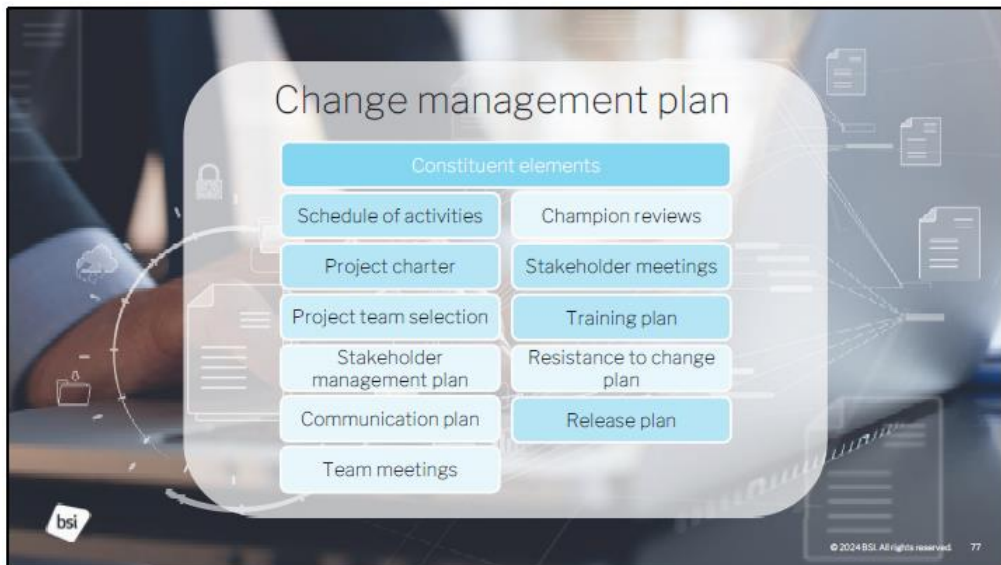 Change management plan
Constituent elements
Schedule of activities
Project charter
Project team selection
Stakeholder
management plan
Communication plan
Team meetings
Champion reviews
Stakeholder meetings
Training plan
Resistance to change
plan
Release plan
bsi
© 2024 BSI. All rights reserved. 77